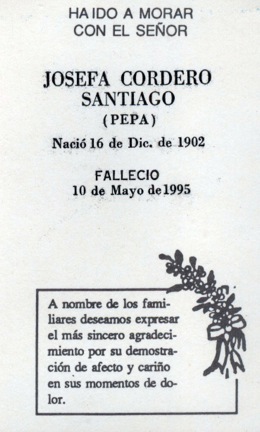 HA IDO A MORAR
CON EL SEÑOR
JOSEFA CORDERO
SANTIAGO
(PEPA)
Nació 16 de Dic. de 1902
FALLECIO
10 de Mayo de 1995
A nombre de los fami-
liares deseamos expresar
el más sincero agradeci-
miento por su demostra-
ción de afecto y cariño
en sus momentos de do-
lor.